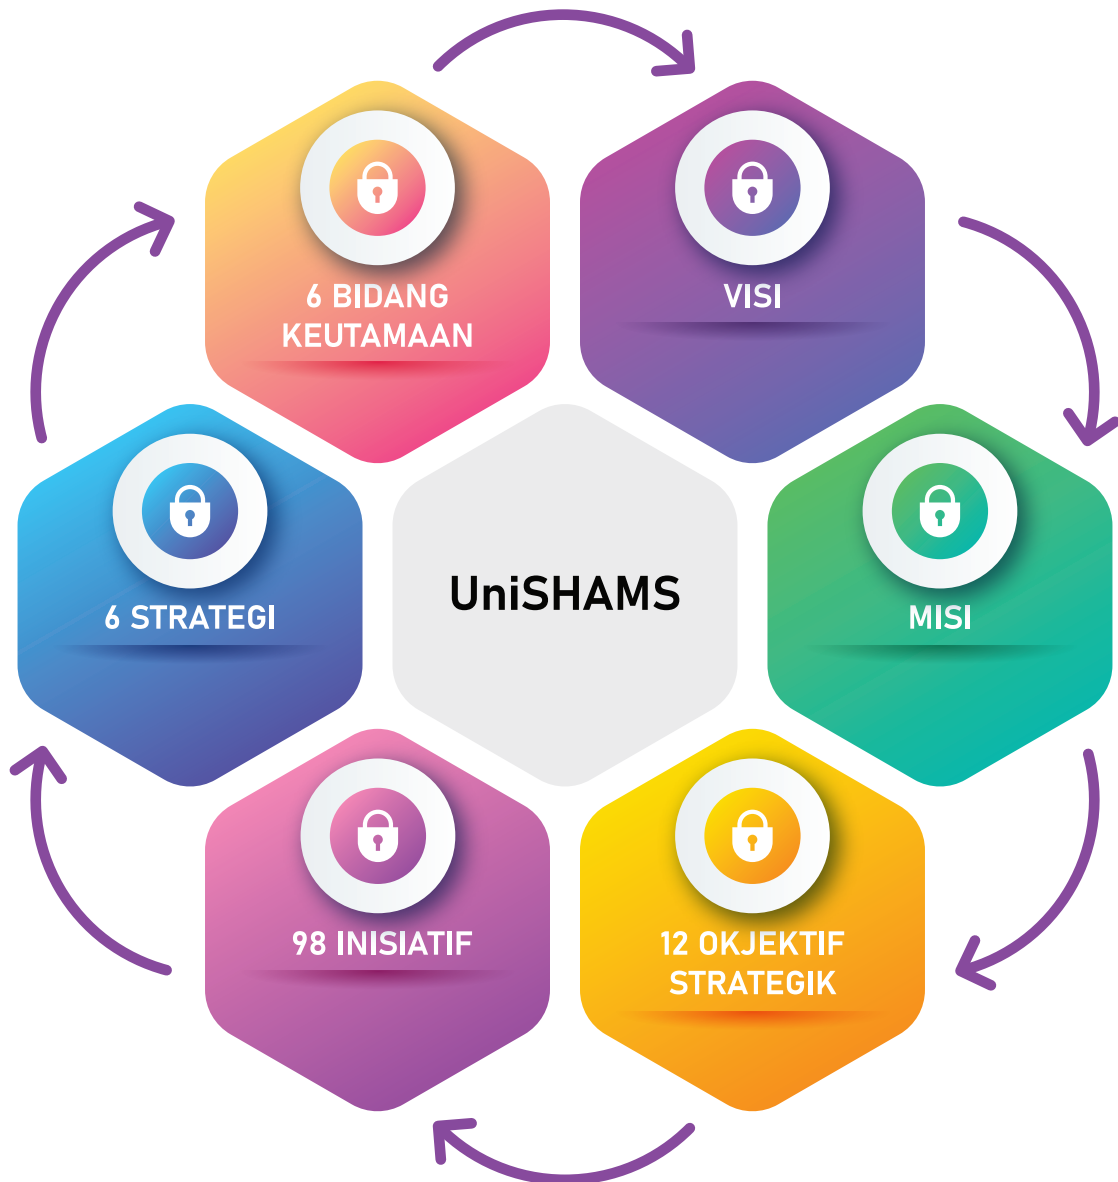 6 BIDANG
KEUTAMAAN
VISI
6 STRATEGI
UniSHAMS
MISI
98 INISIATIF
12 OKJEKTIF
STRATEGIK